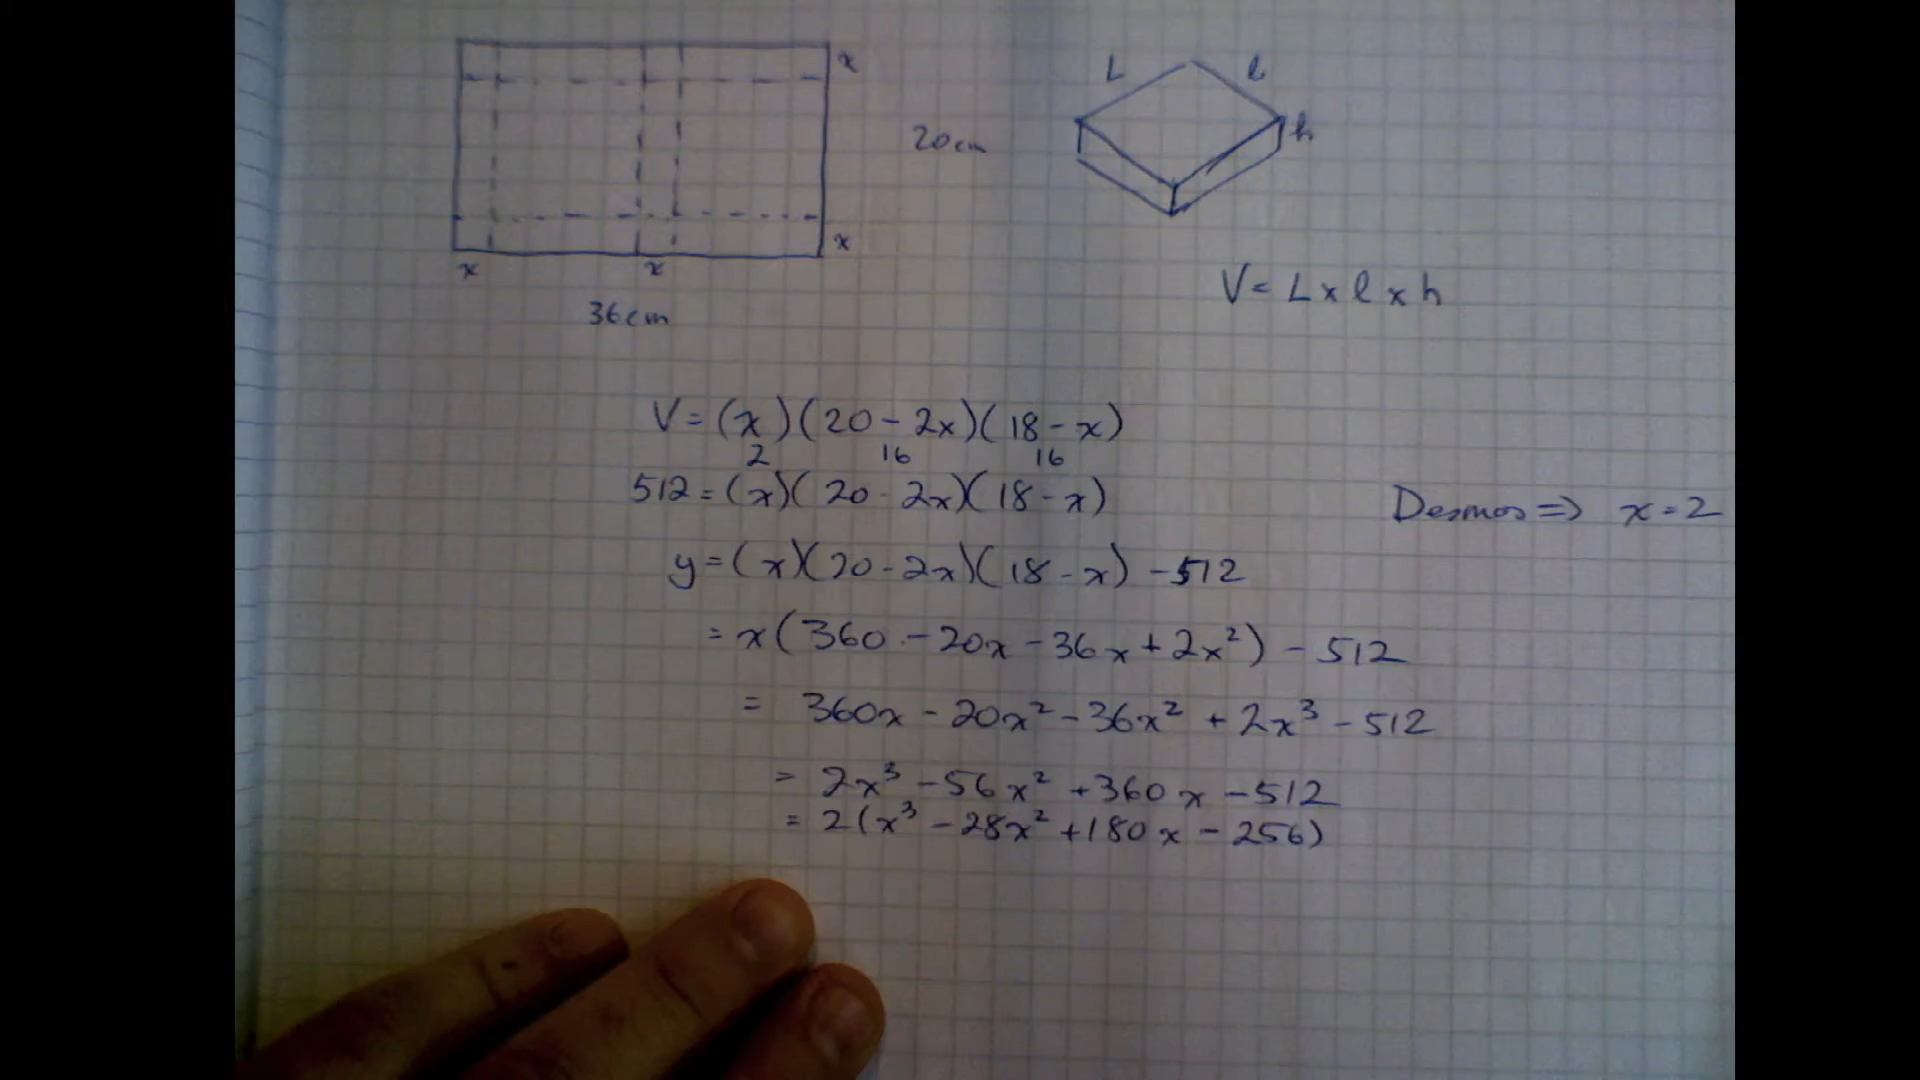 x
L
l
20cm
h
x
x
x
V = L x l x h
36cm
V = (x)(20 - 2x)(18 - x)
2 16 16
512 = (x)(20 - 2x)(18 - x)
Desmos => x = 2
y = (x)(20 - 2x)(18 - x) - 512
= x(360 - 20x - 36x + 2x²) - 512
= 360x - 20x² - 36x² + 2x³ - 512
= 2x³ - 56x² + 360x - 512
= 2(x³ - 28x² + 180x - 256)